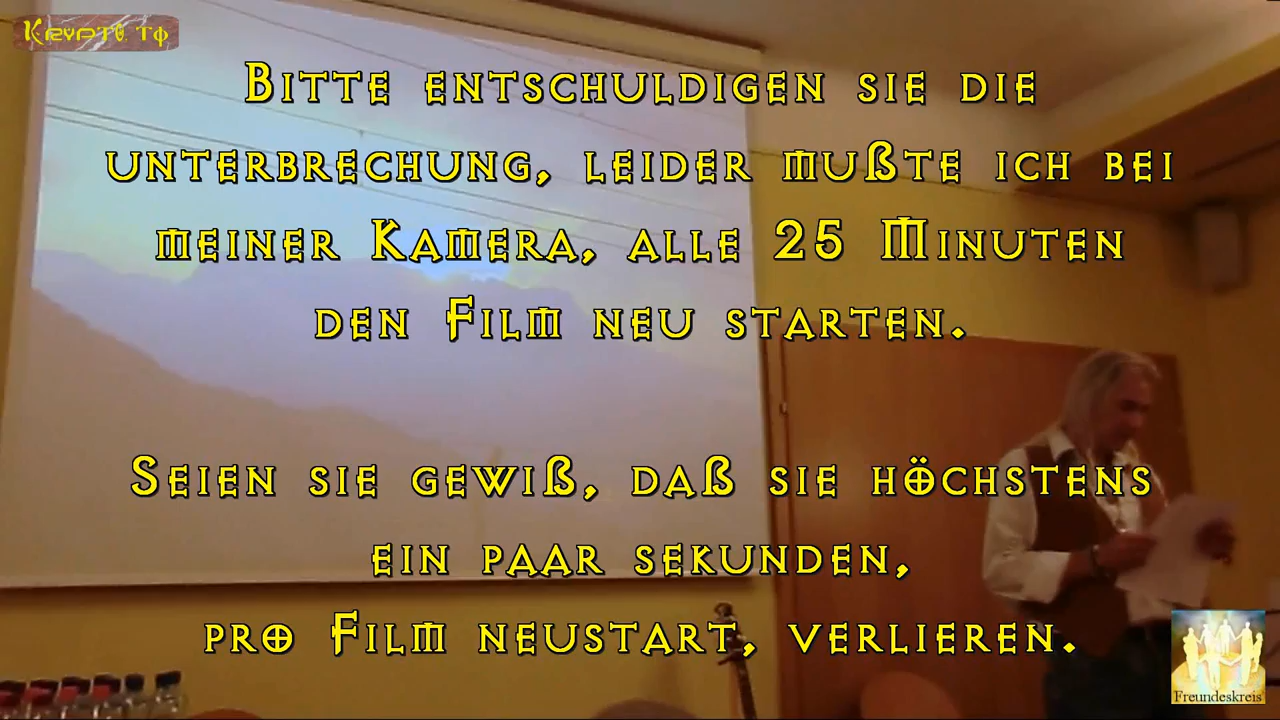 Krypto Tφ
Bitte entschuldigen sie die
unterbrechung, leider mußte ich bei
meiner Kamera, alle 25 Minuten
den Film neu starten.
Seien sie gewiß, daß sie höchstens
ein paar sekunden,
pro Film neustart, verlieren.
Freundeskreis